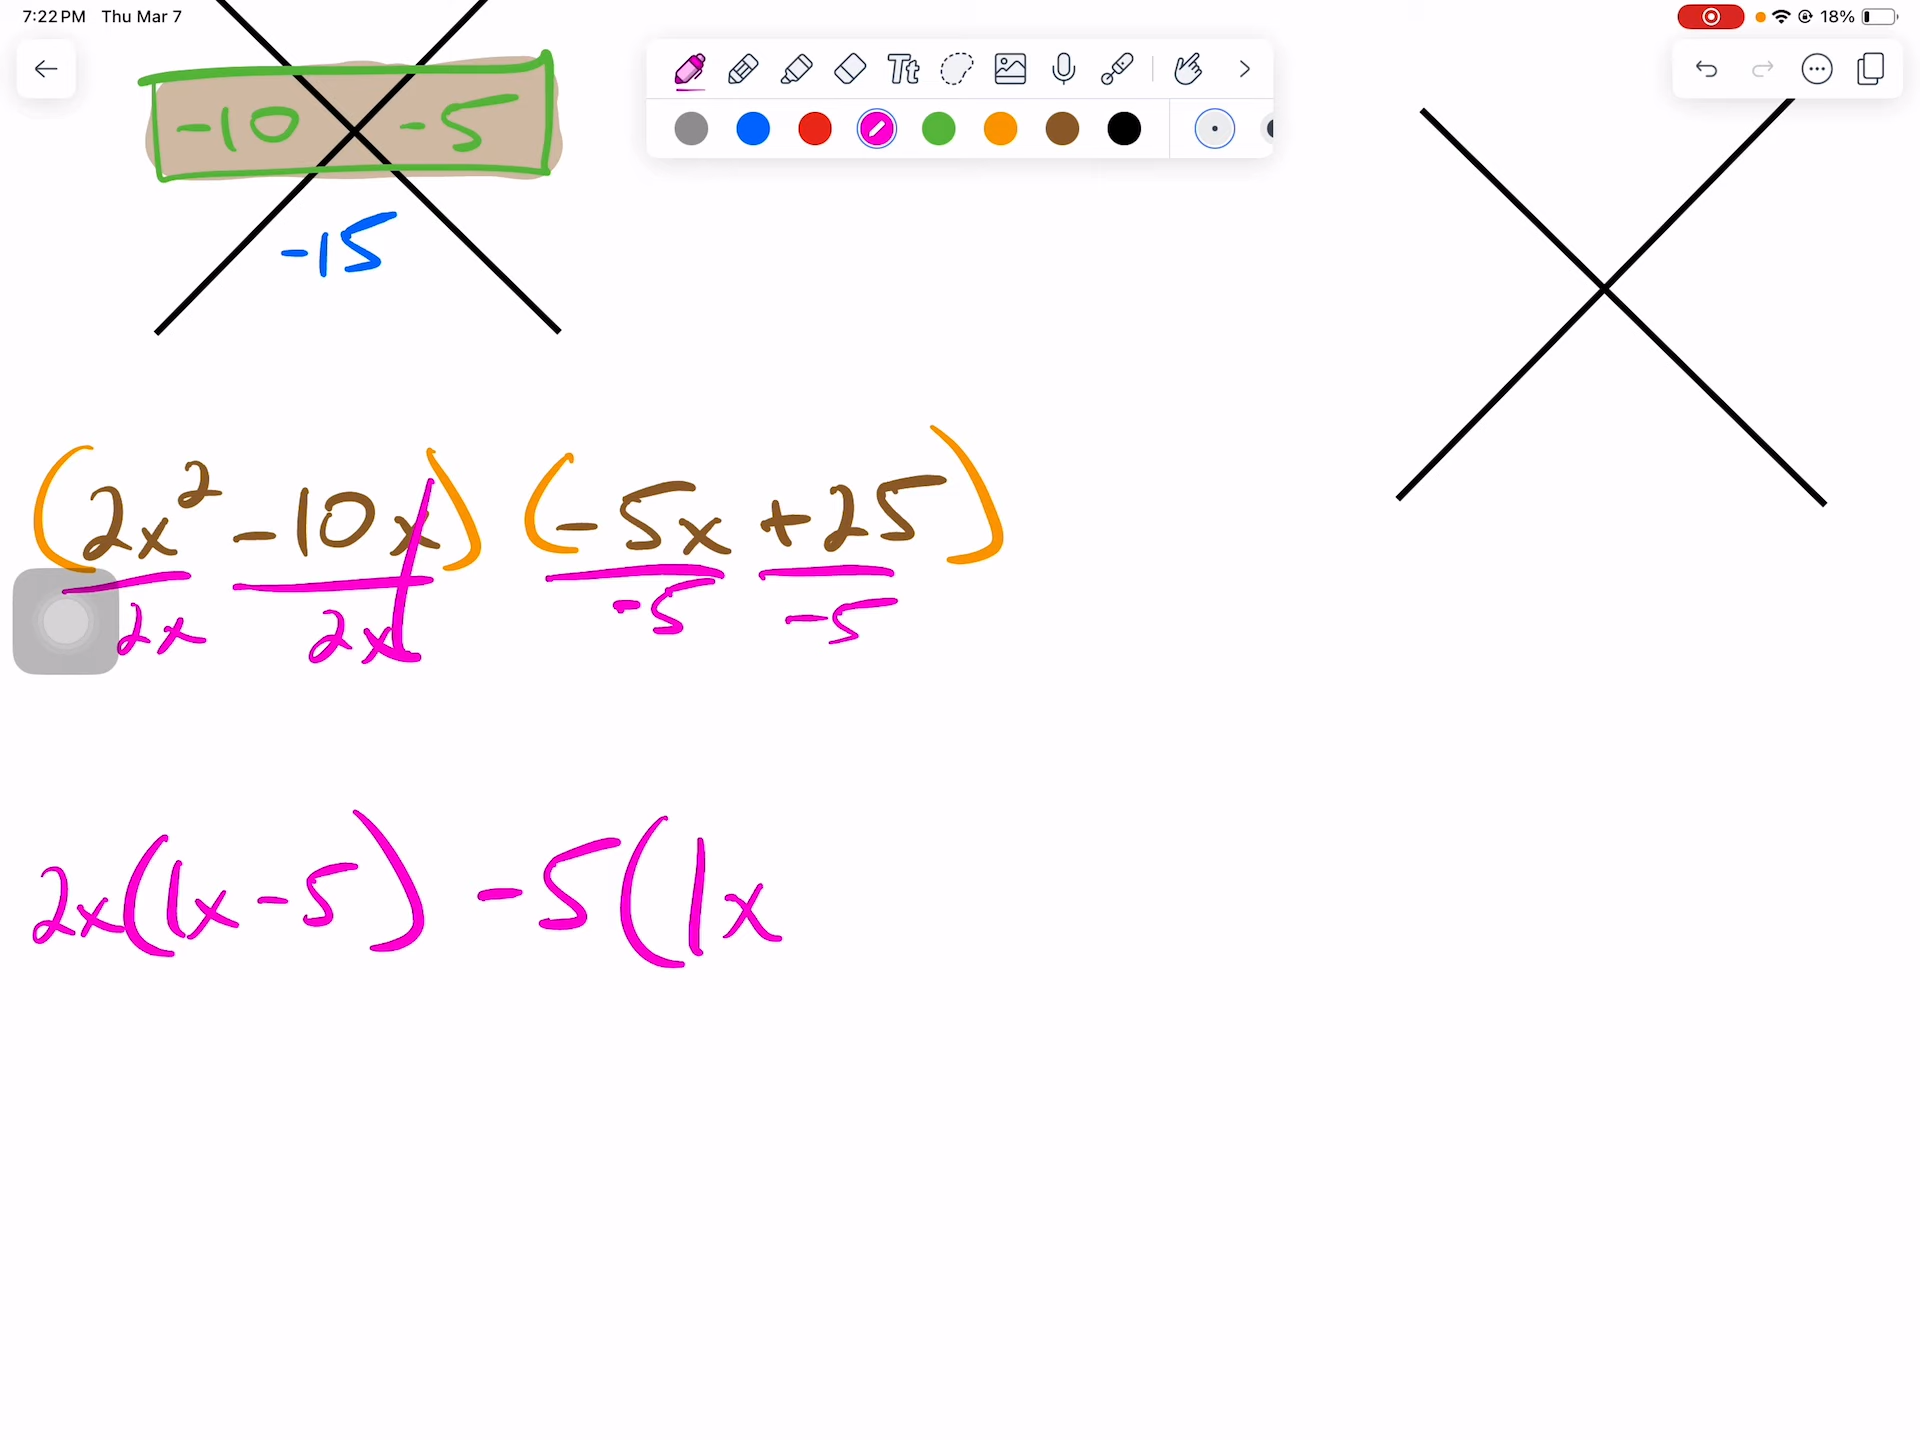 7:22 PM Thu Mar 7
18%
Tt
-10 -5
-15
(2x² -10x) (-5x +25)
2x 2x -5 -5
2x(1x-5) -5(1x